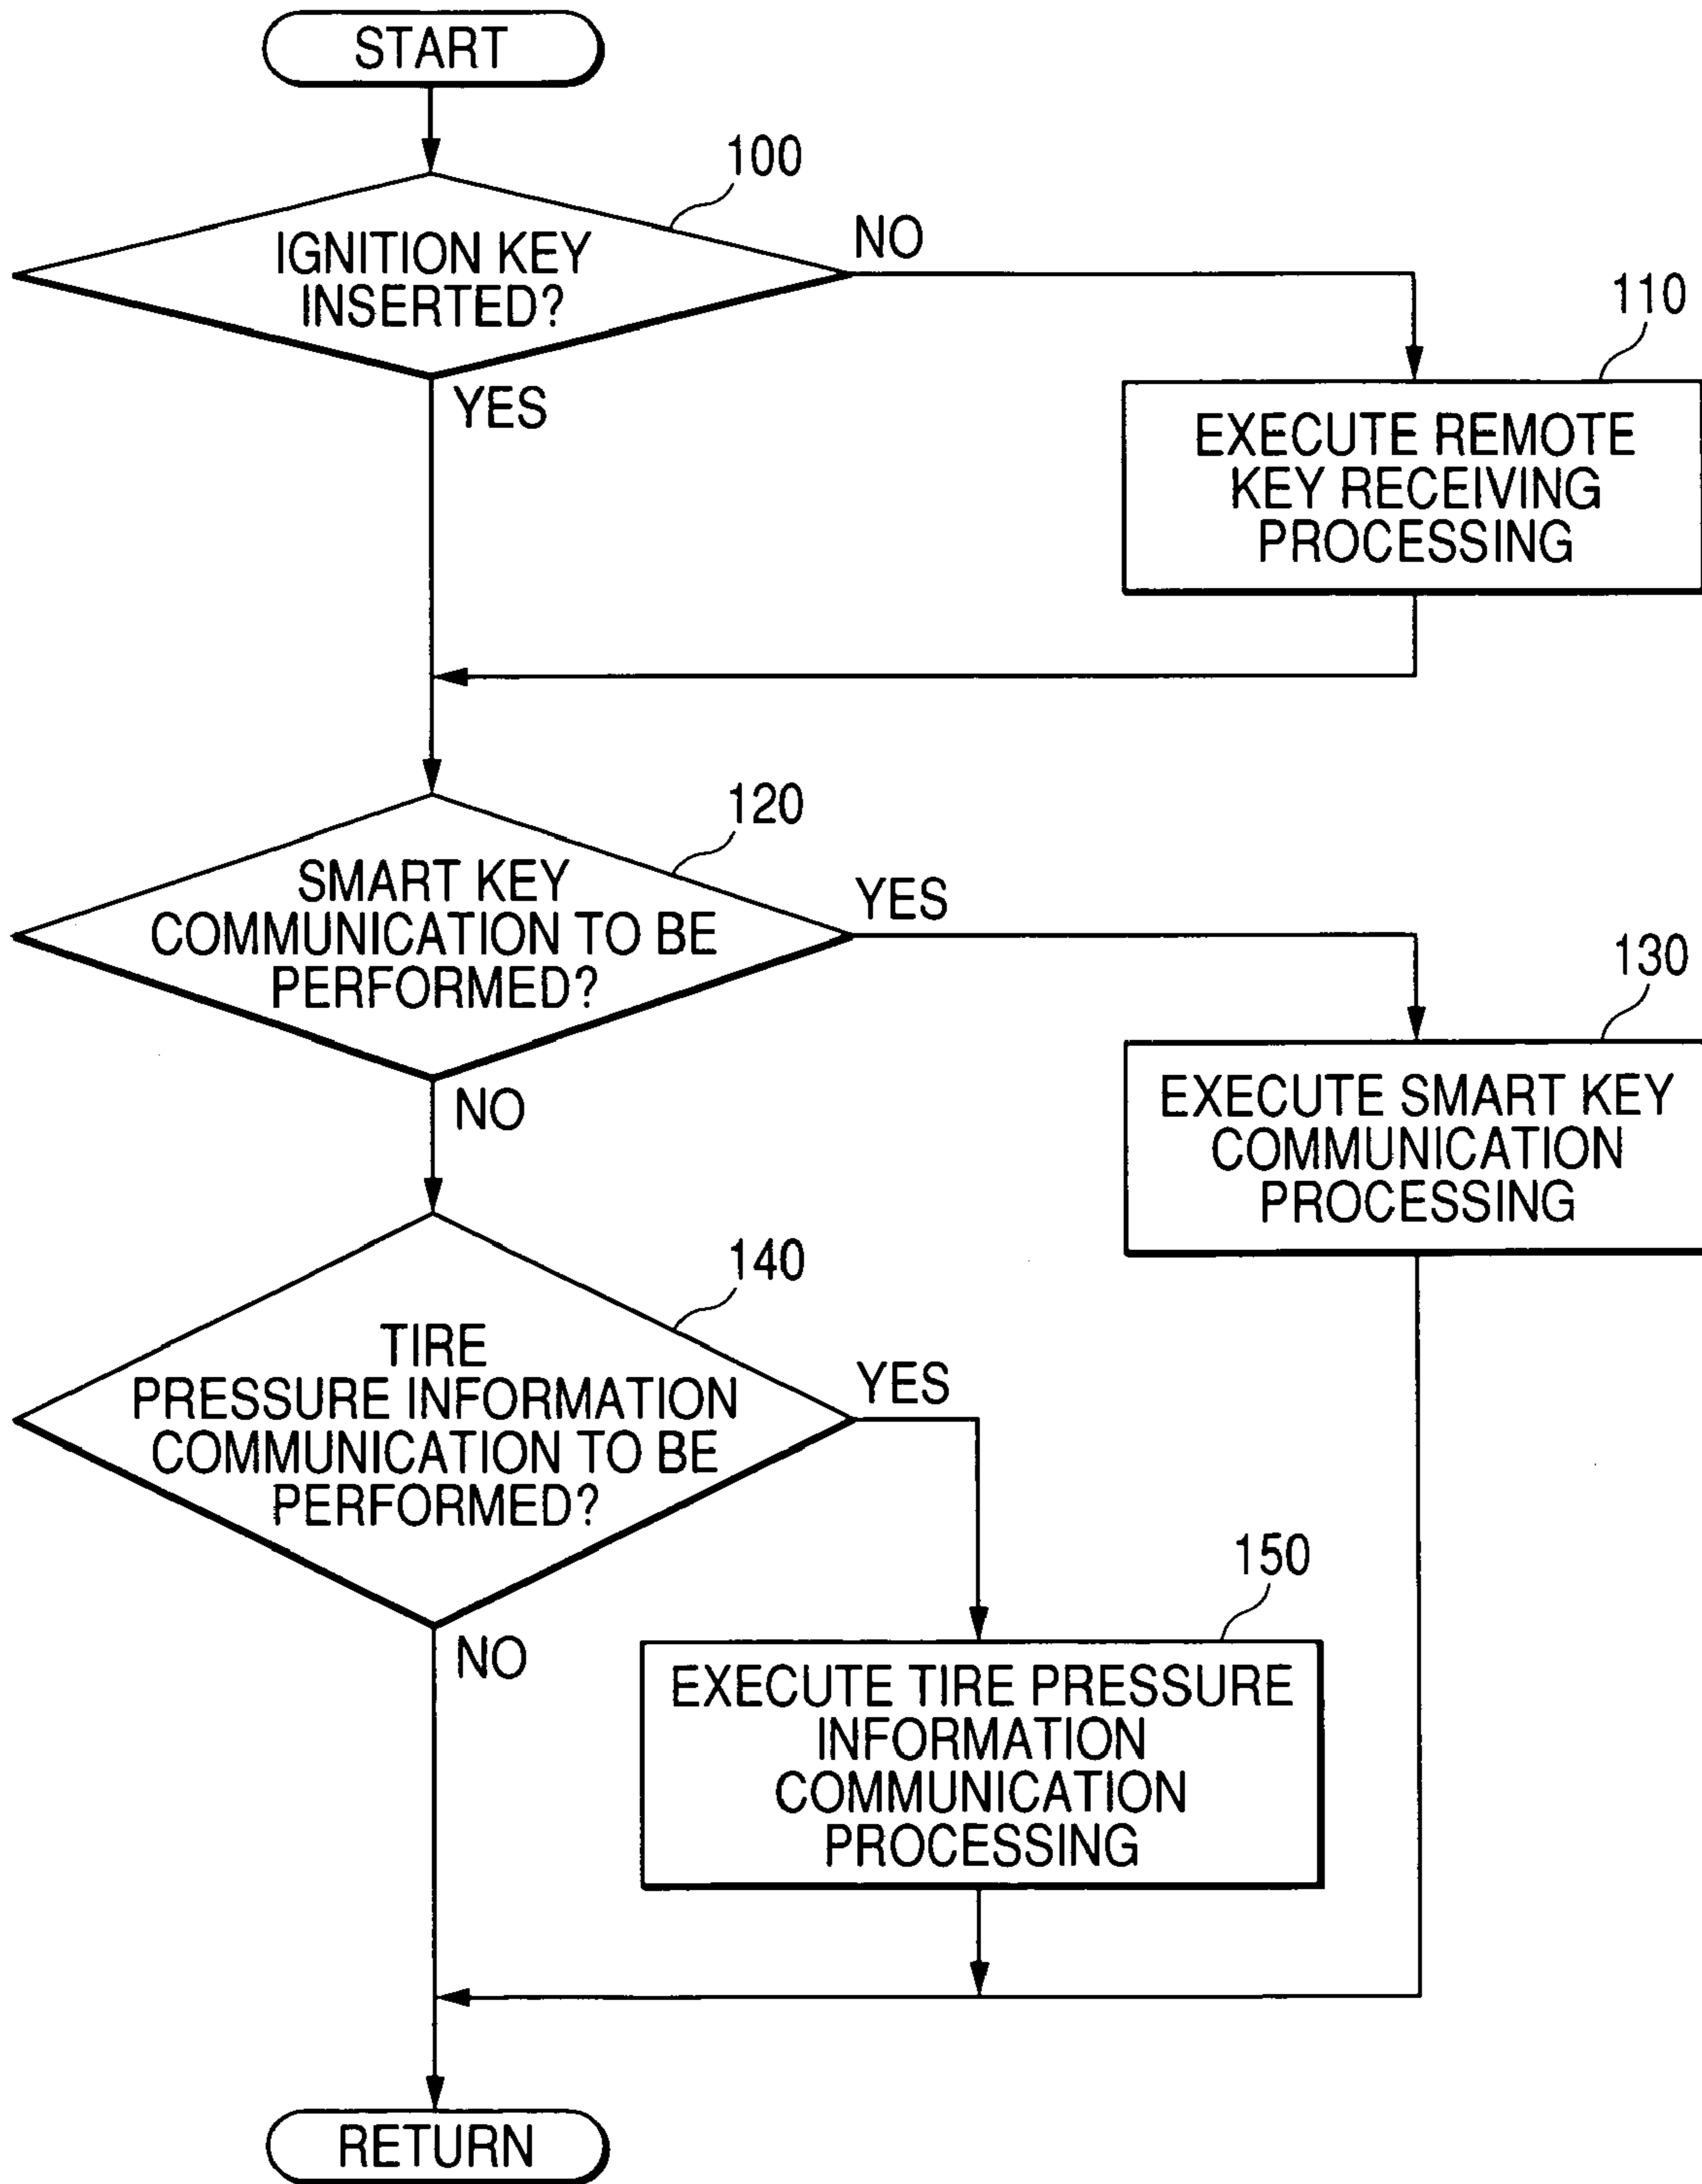 START
100
IGNITION KEY
INSERTED?
NO
YES
110
EXECUTE REMOTE
KEY RECEIVING
PROCESSING
120
SMART KEY
COMMUNICATION TO BE
PERFORMED?
YES
NO
130
EXECUTE SMART KEY
COMMUNICATION
PROCESSING
140
TIRE
PRESSURE INFORMATION
COMMUNICATION TO BE
PERFORMED?
YES
NO
150
EXECUTE TIRE PRESSURE
INFORMATION
COMMUNICATION
PROCESSING
RETURN